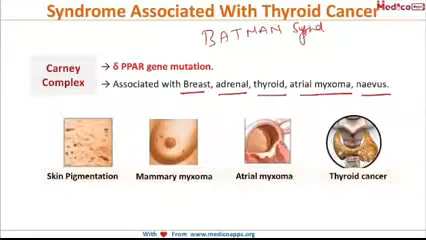 Syndrome Associated With Thyroid Cancer
Medico
BATMAN Synd
Carney
Complex
→ δ PPAR gene mutation.
→ Associated with Breast, adrenal, thyroid, atrial myxoma, naevus.
Skin Pigmentation
Mammary myxoma
Atrial myxoma
Thyroid cancer
With ❤ From www.medicoapps.org